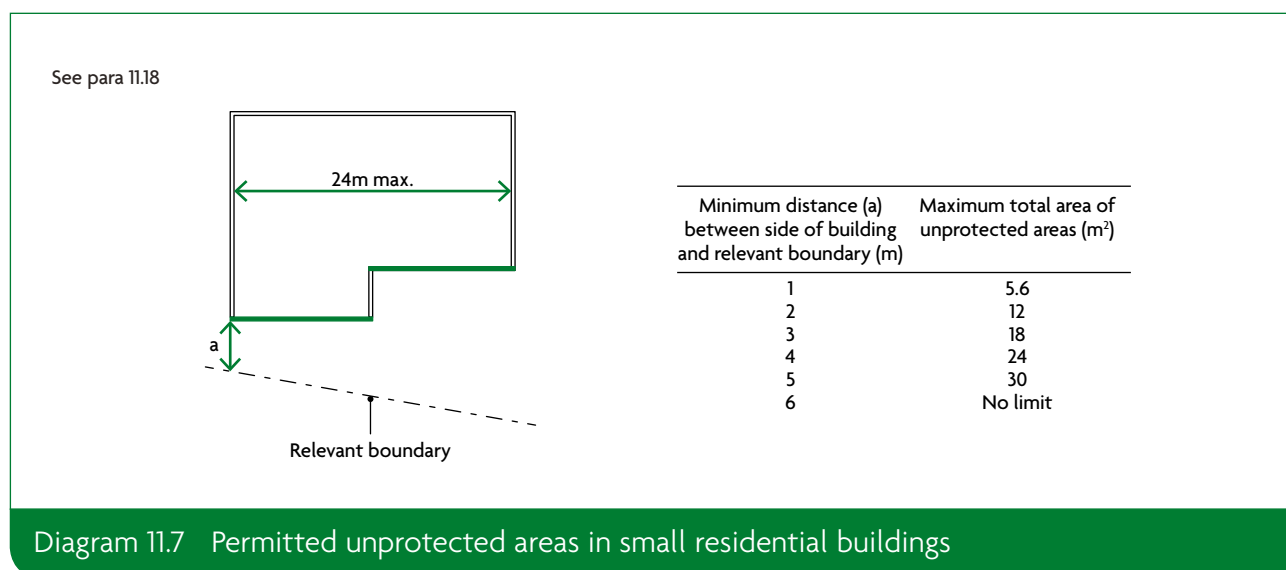 See para 11.18
24m max.
a
Relevant boundary
Minimum distance (a) between side of building and relevant boundary (m) Maximum total area of unprotected areas (m²)
1 5.6
2 12
3 18
4 24
5 30
6 No limit
Diagram 11.7 Permitted unprotected areas in small residential buildings